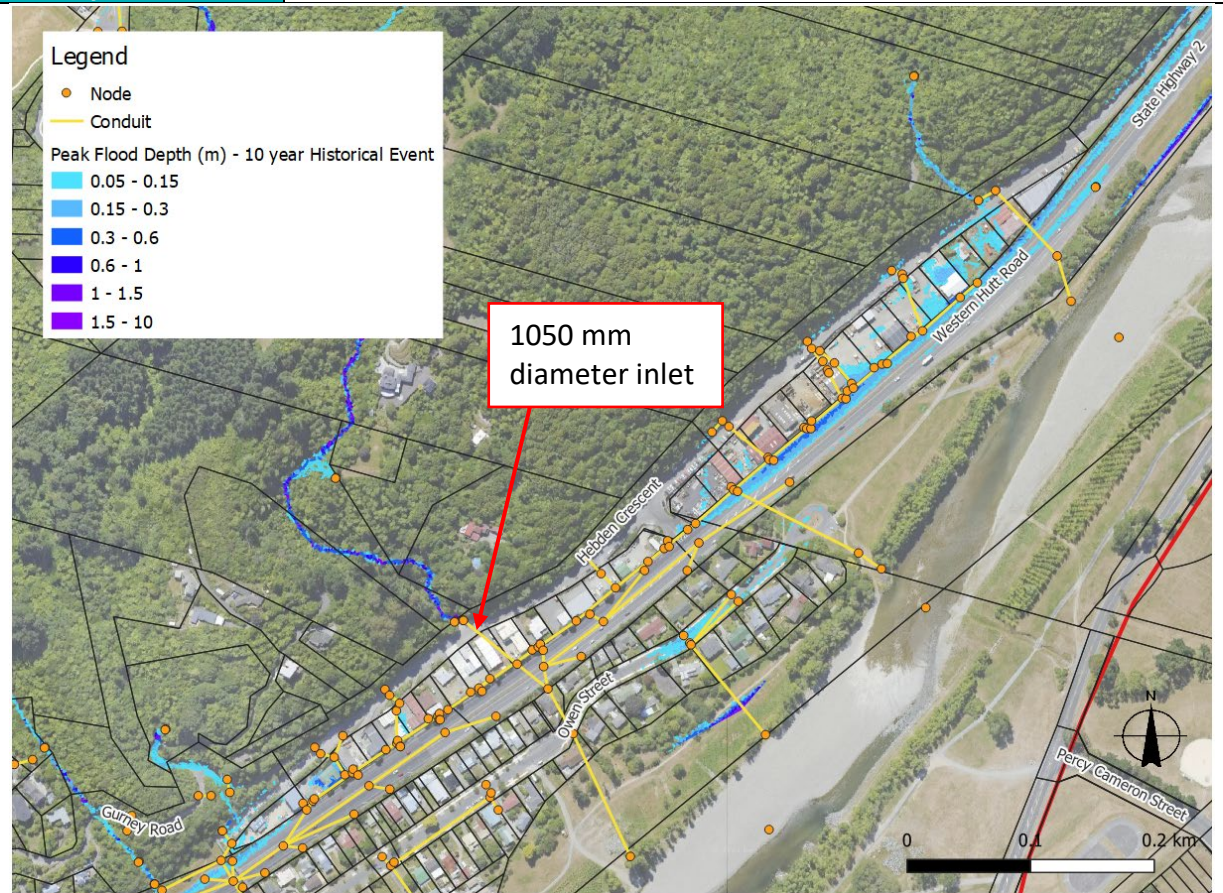 Legend
Node
Conduit
Peak Flood Depth (m) - 10 year Historical Event
0.05 - 0.15
0.15 - 0.3
0.3 - 0.6
0.6 - 1
1 - 1.5
1.5 - 10
State Highway 2
Western Hutt Road
1050 mm
diameter inlet
Hebden Crescent
Owen Street
Gurney Road
Percy Cameron Street
N
0 0.1 0.2 km